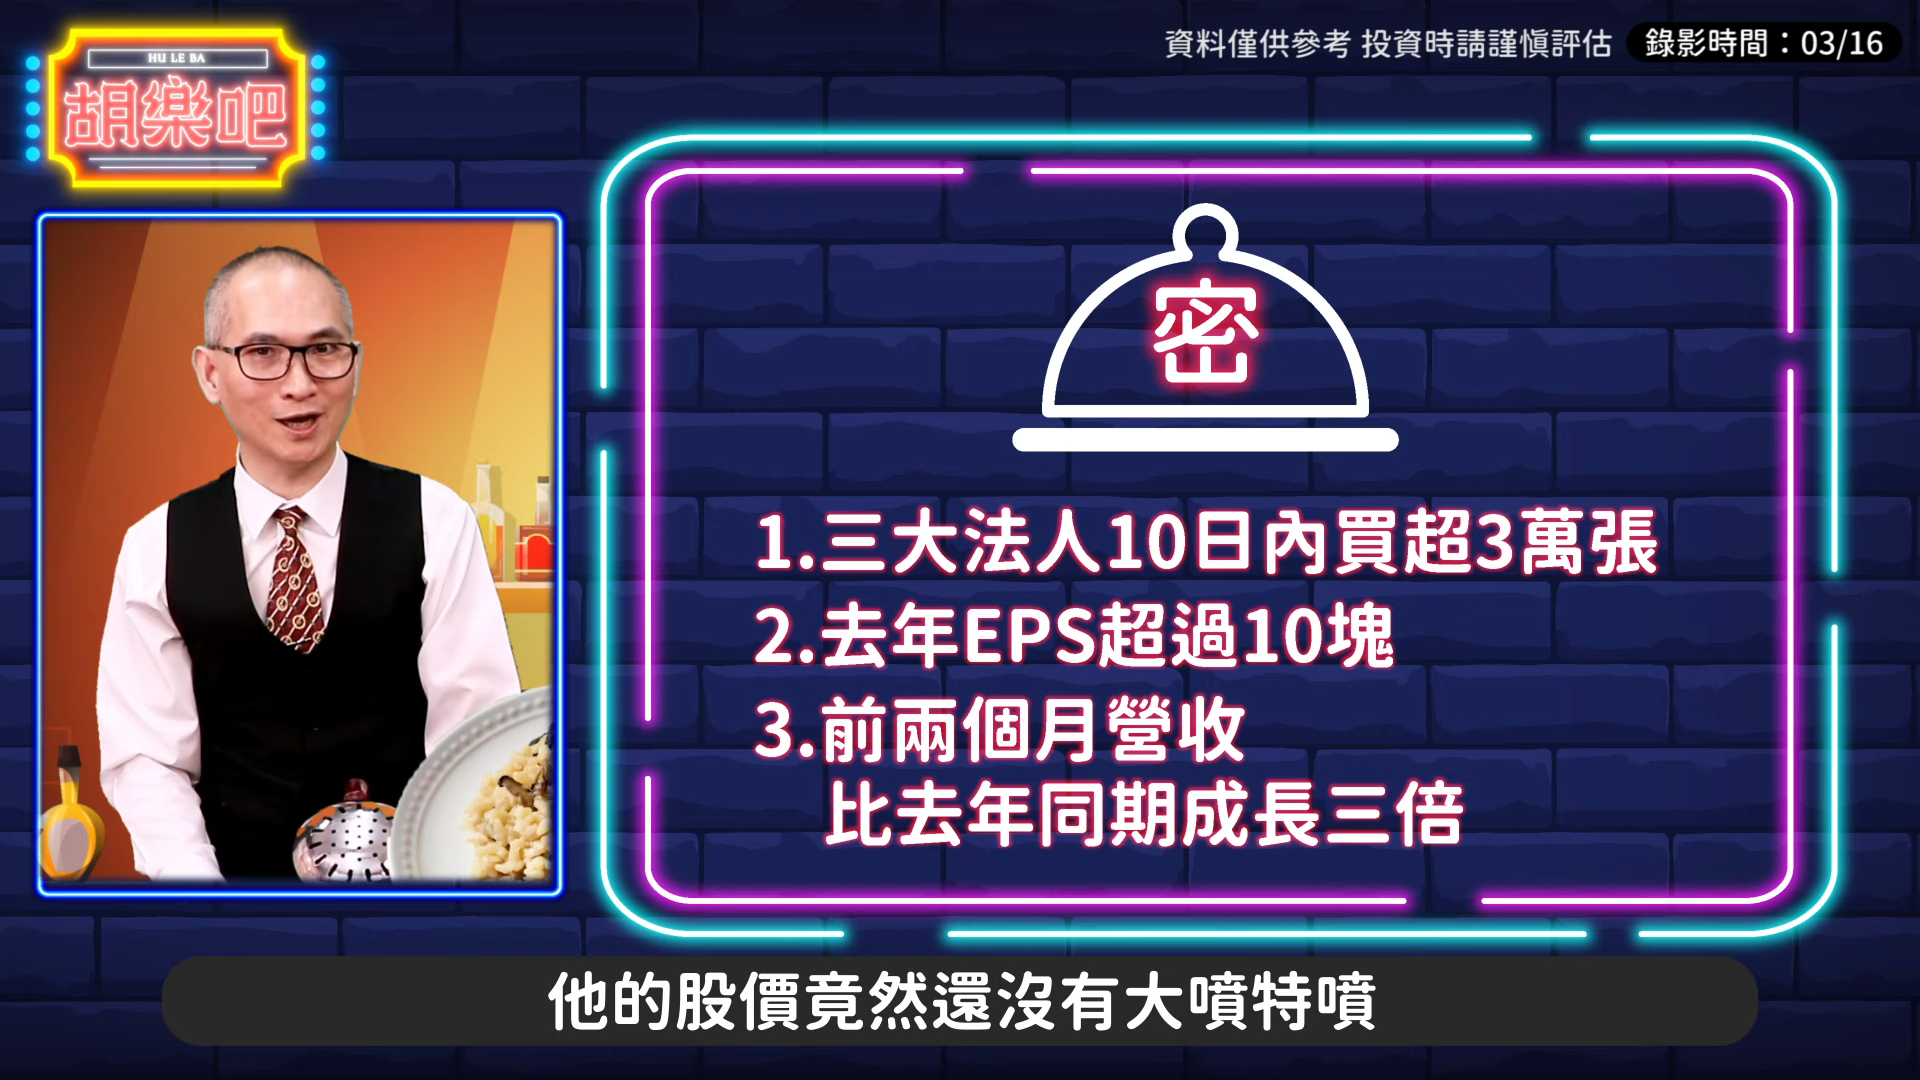 HU LE BA
胡樂吧
資料僅供參考 投資時請謹慎評估
錄影時間：03/16
密
1.三大法人10日內買超3萬張
2.去年EPS超過10塊
3.前兩個月營收
比去年同期成長三倍
他的股價竟然還沒有大噴特噴